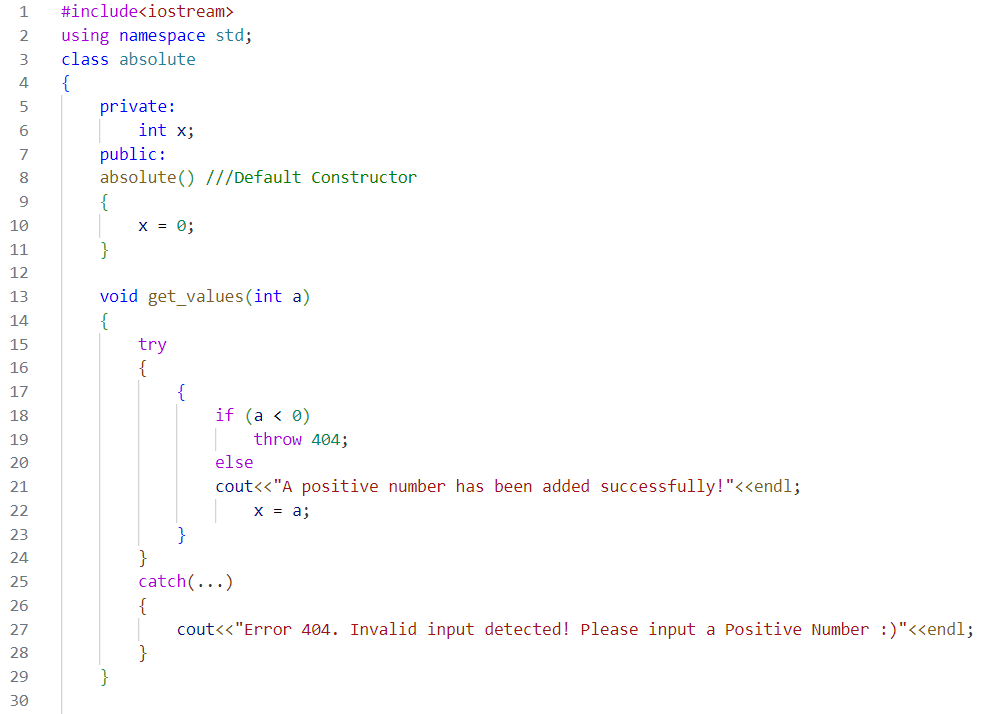 1 #include<iostream>
2 using namespace std;
3 class absolute
4 {
5 private:
6 int x;
7 public:
8 absolute() ///Default Constructor
9 {
10 x = 0;
11 }
12
13 void get_values(int a)
14 {
15 try
16 {
17 {
18 if (a < 0)
19 throw 404;
20 else
21 cout<<"A positive number has been added successfully!"<<endl;
22 x = a;
23 }
24 }
25 catch(...)
26 {
27 cout<<"Error 404. Invalid input detected! Please input a Positive Number :)"<<endl;
28 }
29 }
30